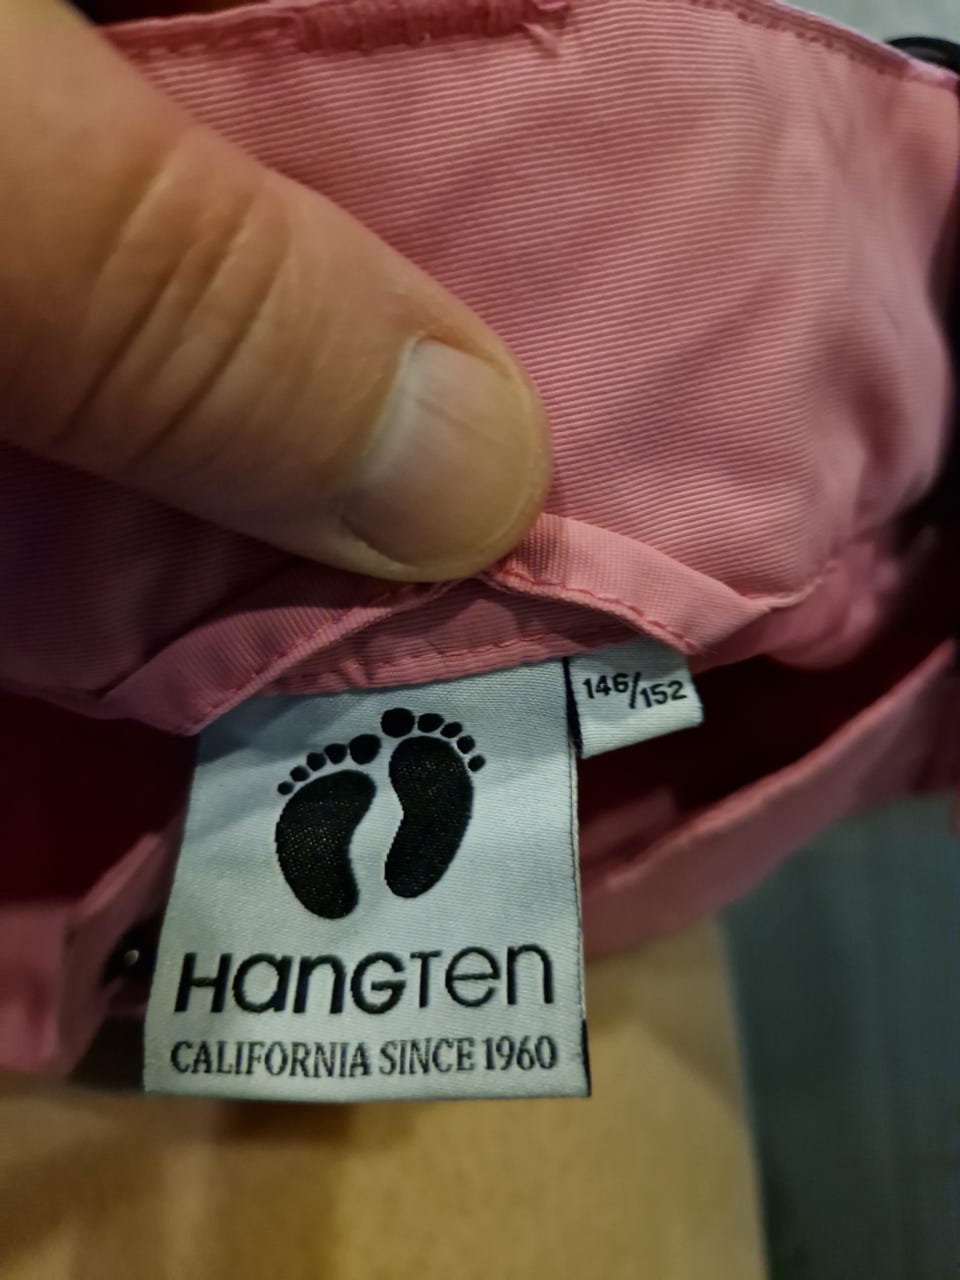 146/152
HANGTEN
CALIFORNIA SINCE 1960